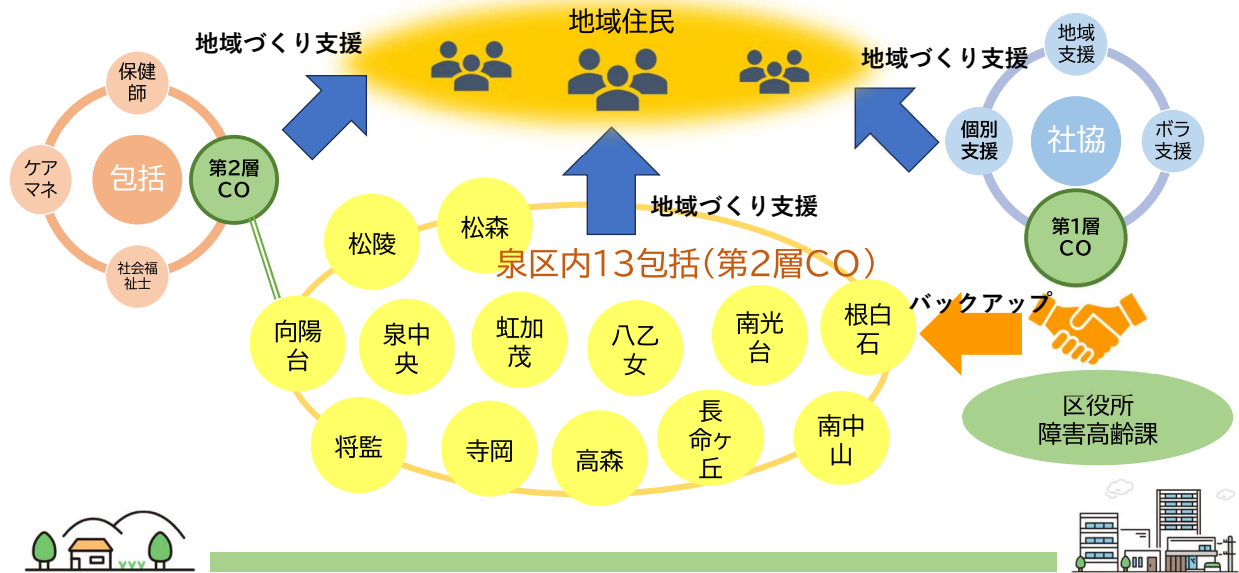 地域住民
地域づくり支援
地域づくり支援
保健
師
ケア
マネ
包括
第2層
CO
社会福
祉士
地域
支援
個別
支援
社協
ボラ
支援
第1層
CO
地域づくり支援
松陵
松森
泉区内13包括(第2層CO)
バックアップ
向陽
台
泉中
央
虹加
茂
八乙
女
南光
台
根白
石
将監
寺岡
高森
長
命ヶ
丘
南中
山
区役所
障害高齢課